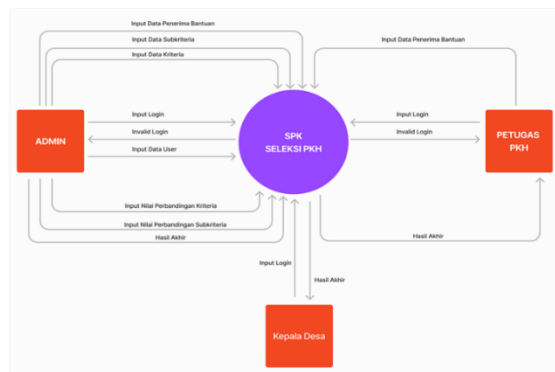 Input Data Penerima Bantuan
Input Data Subkriteria
Input Data Kriteria
Input Data Penerima Bantuan
Input Login
Invalid Login
Input Data User
ADMIN
SPK
SELEKSI PKH
Input Login
Invalid Login
PETUGAS
PKH
Input Nilai Perbandingan Kriteria
Input Nilai Perbandingan Subkriteria
Hasil Akhir
Hasil Akhir
Input Login
Hasil Akhir
Kepala Desa